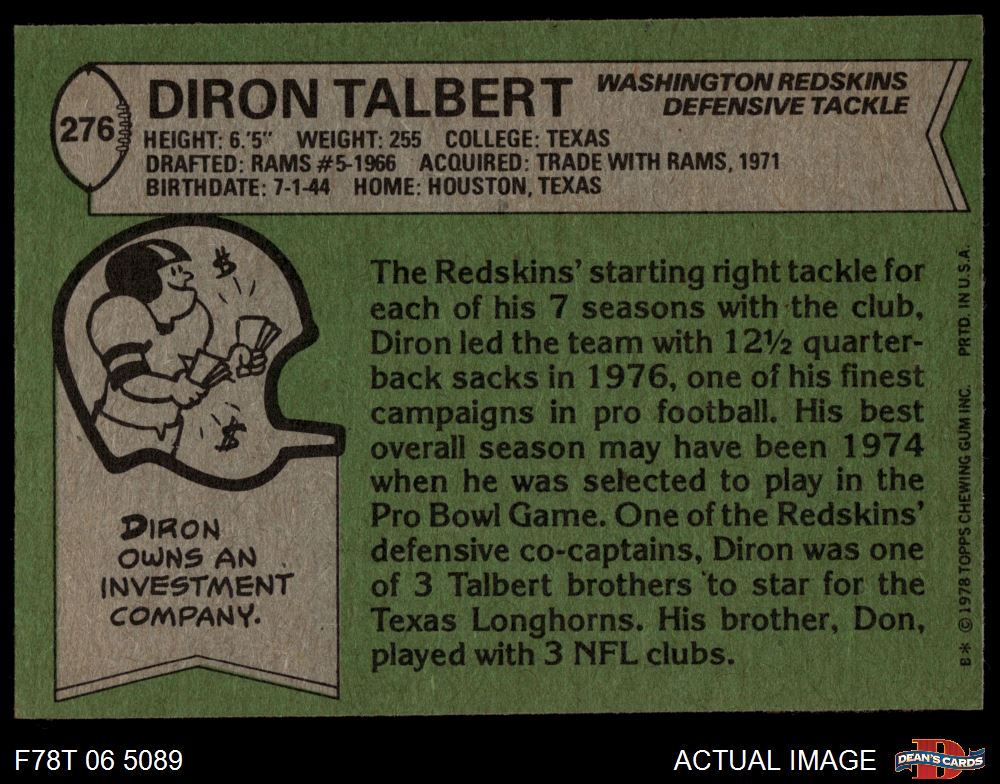 276
DIRON TALBERT
WASHINGTON REDSKINS
DEFENSIVE TACKLE
HEIGHT: 6.'5" WEIGHT: 255 COLLEGE: TEXAS
DRAFTED: RAMS #5-1966 ACQUIRED: TRADE WITH RAMS, 1971
BIRTHDATE: 7-1-44 HOME: HOUSTON, TEXAS
$
$
DIRON
OWNS AN
INVESTMENT
COMPANY.
The Redskins' starting right tackle for
each of his 7 seasons with the club,
Diron led the team with 12½ quarter-
back sacks in 1976, one of his finest
campaigns in pro football. His best
overall season may have been 1974
when he was selected to play in the
Pro Bowl Game. One of the Redskins'
defensive co-captains, Diron was one
of 3 Talbert brothers to star for the
Texas Longhorns. His brother, Don,
played with 3 NFL clubs.
B* © 1978 TOPPS CHEWING GUM INC. PRTD. IN U.S.A.
F78T 06 5089
ACTUAL IMAGE
D
DEAN'S CARDS